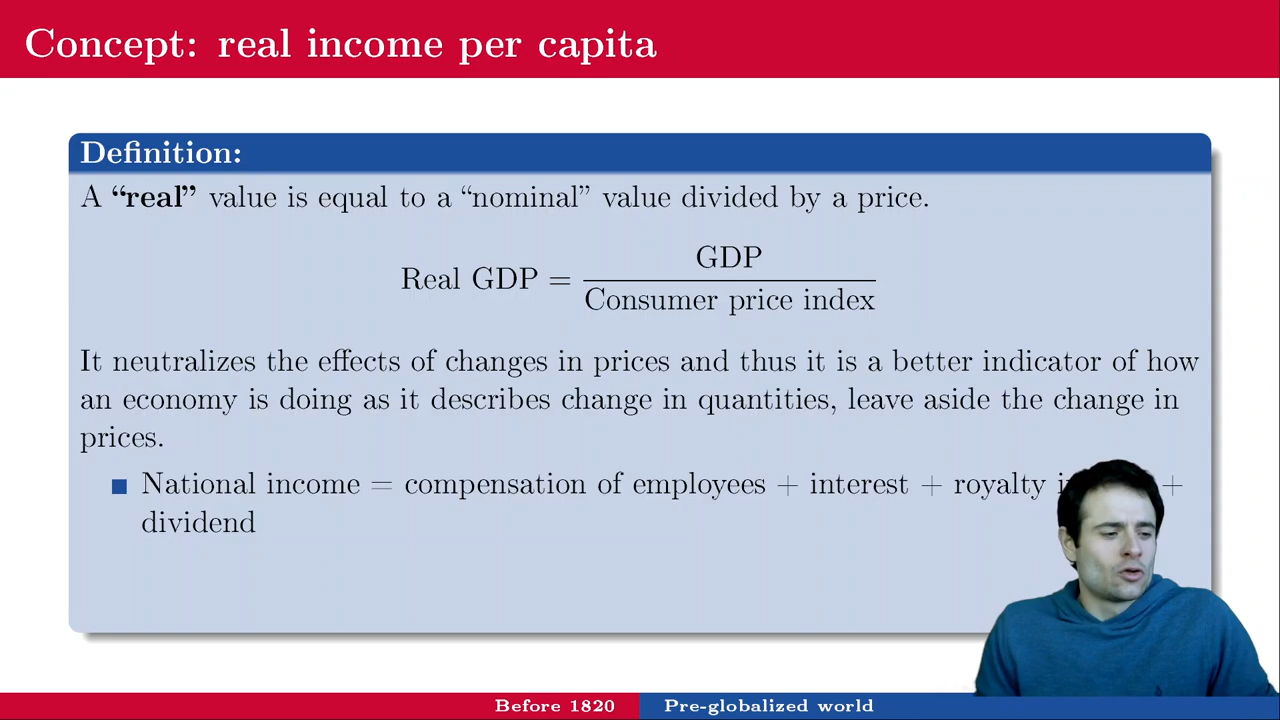 Concept: real income per capita
Definition:
A “real” value is equal to a “nominal” value divided by a price.
Real GDP = GDP
Consumer price index
It neutralizes the effects of changes in prices and thus it is a better indicator of how
an economy is doing as it describes change in quantities, leave aside the change in
prices.
National income = compensation of employees + interest + royalty +
dividend
Before 1820 Pre-globalized world